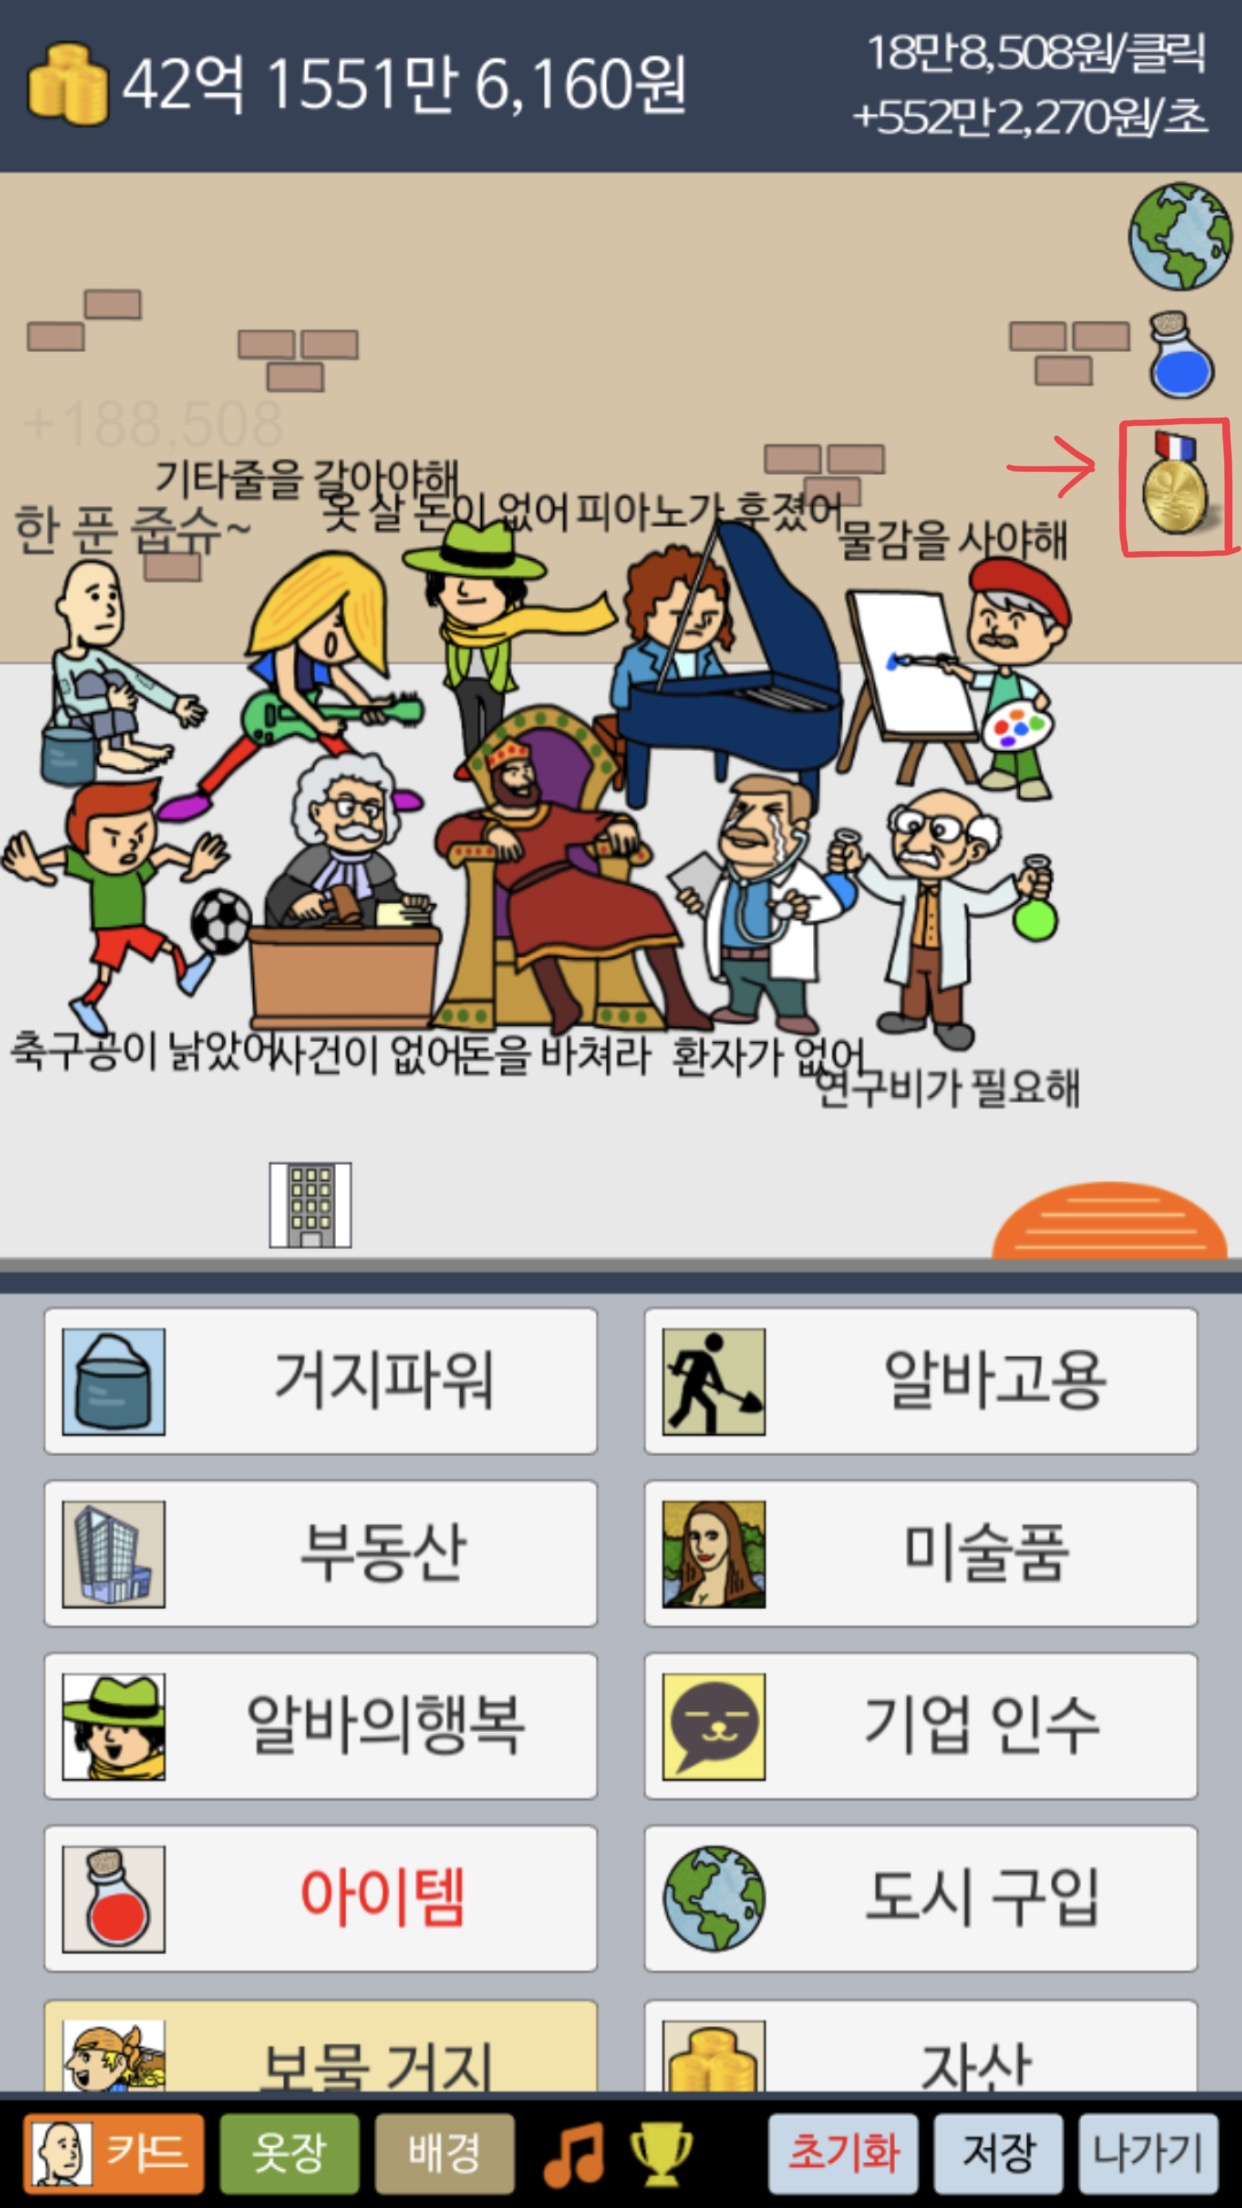 42억 1551만 6,160원
18만 8,508원/클릭
+552만 2,270원/초
+188,508
기타줄을 갈아야해
옷 살 돈이 없어
피아노가 후졌어
한 푼 줍슈~
물감을 사야해
축구공이 낡았어
사건이 없어
돈을 바쳐라
환자가 없어
연구비가 필요해
거지파워
알바고용
부동산
미술품
알바의행복
기업 인수
아이템
도시 구입
보물 거지
자산
카드
옷장
배경
초기화
저장
나가기